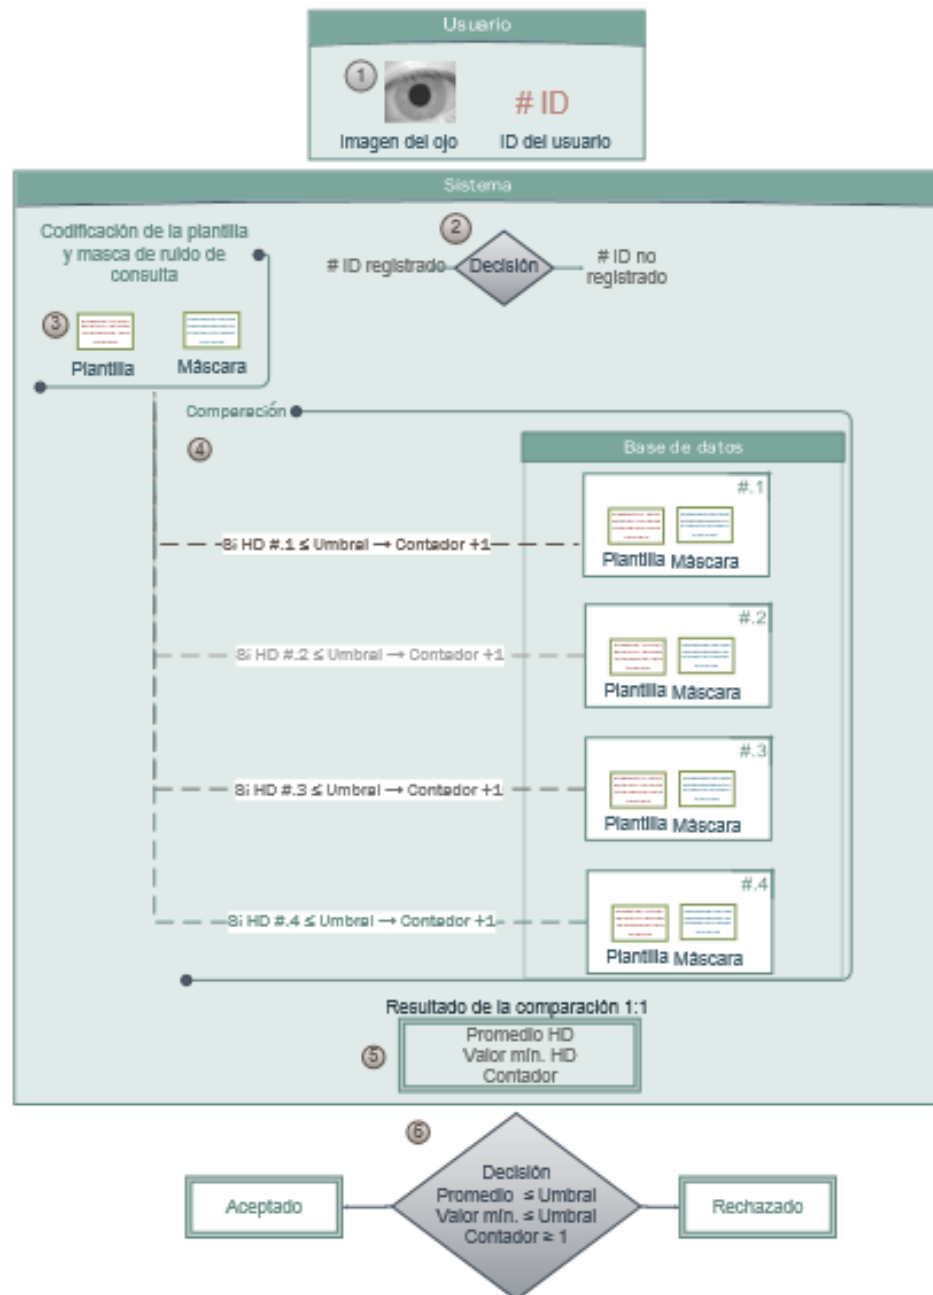 Usuario
1
# ID
Imagen del ojo
ID del usuario
Sistema
Codificación de la plantilla
y masca de ruido de
consulta
2
# ID registrado
Decisión
# ID no
registrado
3
Plantilla
Máscara
Comparación
4
Base de datos
#.1
Si HD #.1 ≤ Umbral → Contador +1
Plantilla Máscara
#.2
Si HD #.2 ≤ Umbral → Contador +1
Plantilla Máscara
#.3
Si HD #.3 ≤ Umbral → Contador +1
Plantilla Máscara
#.4
Si HD #.4 ≤ Umbral → Contador +1
Plantilla Máscara
Resultado de la comparación 1:1
5
Promedio HD
Valor mín. HD
Contador
6
Decisión
Promedio ≤ Umbral
Valor mín. ≤ Umbral
Contador ≥ 1
Aceptado
Rechazado